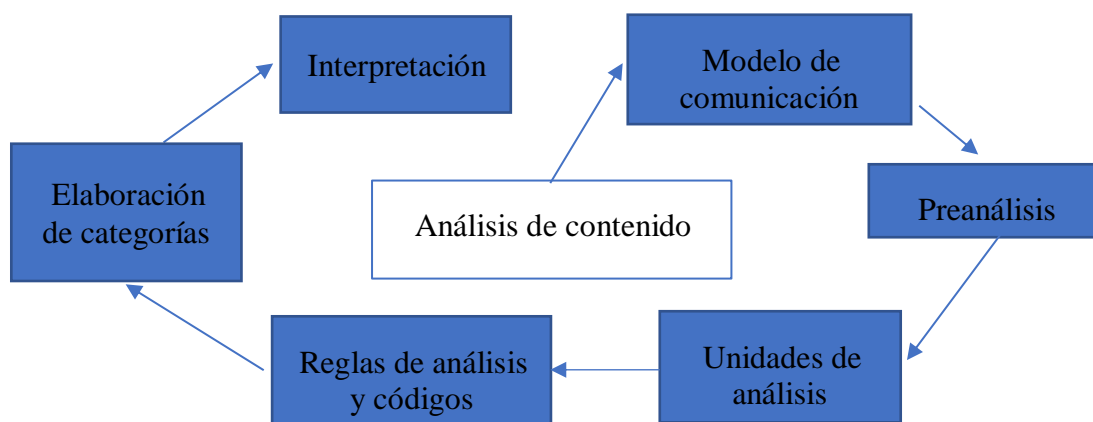 Interpretación
Modelo de
comunicación
Elaboración
de categorías
Análisis de contenido
Preanálisis
Reglas de análisis
y códigos
Unidades de
análisis